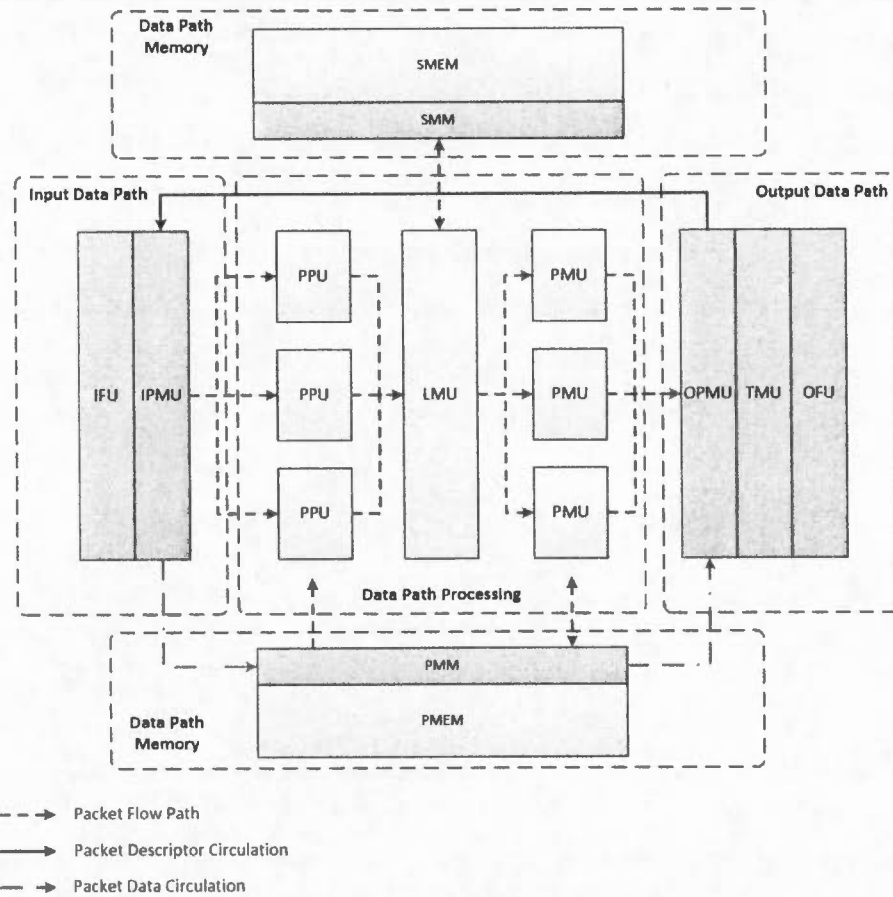 Data Path
Memory
SMEM
SMM
Input Data Path
Output Data Path
PPU
PMU
IFU
IPMU
PPU
LMU
PMU
OPMU
TMU
OFU
PPU
PMU
Data Path Processing
PMM
Data Path
Memory
PMEM
Packet Flow Path
Packet Descriptor Circulation
Packet Data Circulation